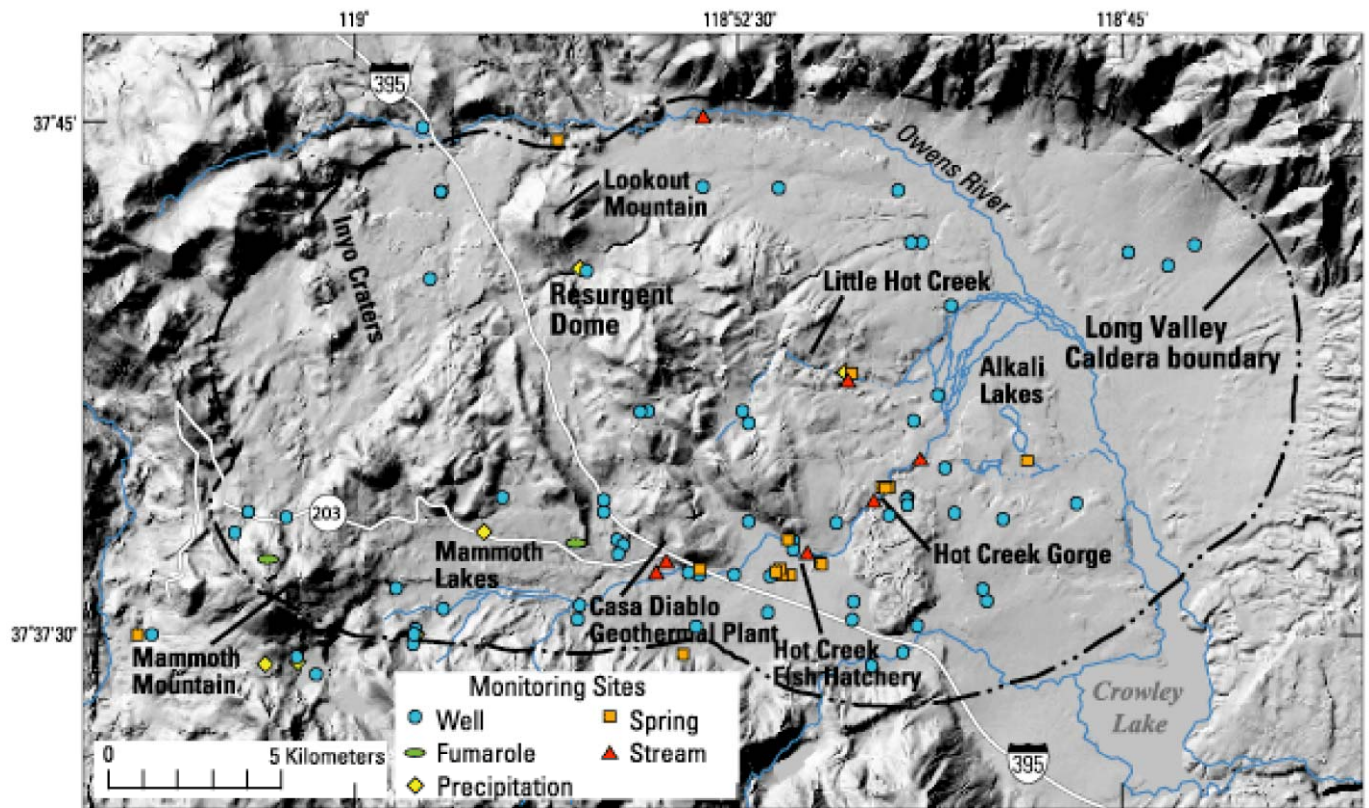 119°
118°52'30"
118°45'
395
37°45'
Owens River
Lookout
Mountain
Inyo Craters
Little Hot Creek
Resurgent
Dome
Long Valley
Caldera boundary
Alkali
Lakes
203
Mammoth
Lakes
Hot Creek Gorge
Casa Diablo
Geothermal Plant
37°37'30"
Hot Creek
Fish Hatchery
Mammoth
Mountain
Crowley
Lake
Monitoring Sites
Well
Spring
Fumarole
Stream
Precipitation
0 5 Kilometers
395